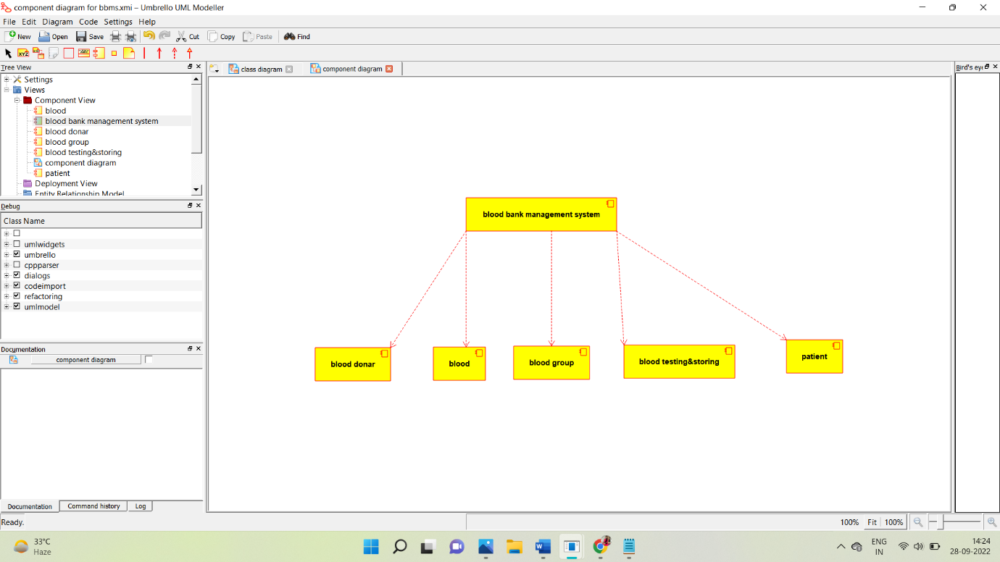 component diagram for bbms.xmi – Umbrello UML Modeller
File Edit Diagram Code Settings Help
New Open Save Cut Copy Paste Find
XYZ
Tree View
class diagram
component diagram
Bird's eye
Settings
Views
Component View
blood
blood bank management system
blood donar
blood group
blood testing&storing
component diagram
patient
Deployment View
Entity Relationship Model
Debug
Class Name
umlwidgets
umbrello
cppparser
dialogs
codeimport
refactoring
umlmodel
Documentation
component diagram
blood bank management system
blood donar
blood
blood group
blood testing&storing
patient
Documentation Command history Log
Ready.
100% Fit 100%
33°C
Haze
ENG
IN
14:24
28-09-2022